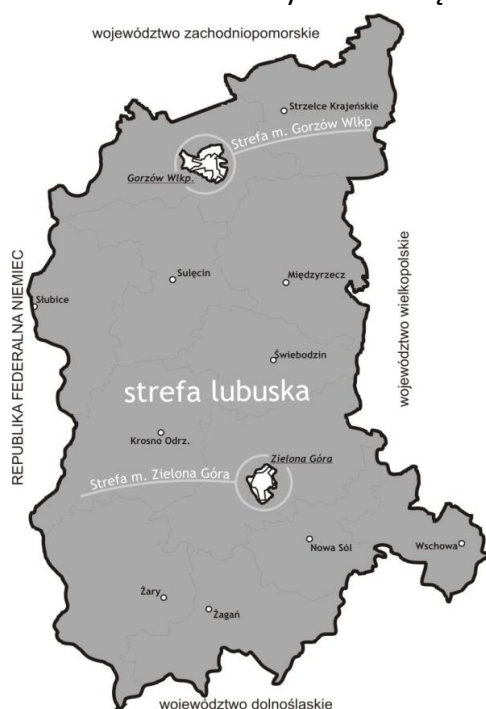 województwo zachodniopomorskie
Strzelce Krajeńskie
Strefa m. Gorzów Wlkp
Gorzów Wlkp.
REPUBLIKA FEDERALNA NIEMIEC
województwo wielkopolskie
Sulęcin
Międzyrzecz
Słubice
Świebodzin
strefa lubuska
Krosno Odrz.
Zielona Góra
Strefa m. Zielona Góra
Nowa Sól
Wschowa
Żary
Żagań
województwo dolnośląskie